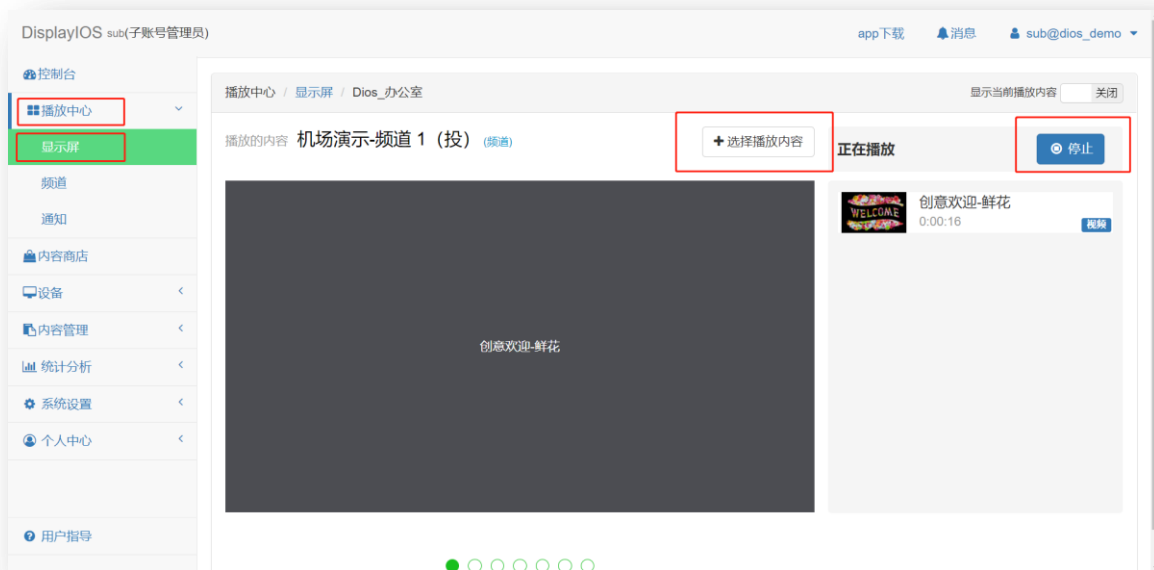 DisplayIOS sub(子账号管理员)
app下载 消息 sub@dios_demo
控制台
播放中心
显示屏
频道
通知
内容商店
设备
内容管理
统计分析
系统设置
个人中心
用户指导
播放中心 / 显示屏 / Dios_办公室
显示当前播放内容 关闭
播放的内容 机场演示-频道 1（投） (频道)
选择播放内容
正在播放
停止
创意欢迎-鲜花
WELCOME
创意欢迎-鲜花
0:00:16
视频